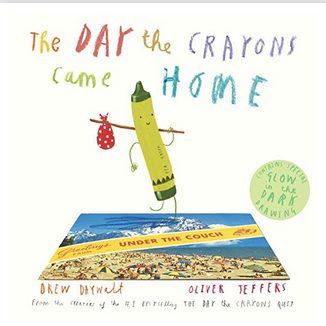 The DAY the CRAYONS
came HOME
CONTAINS SPECIAL
GLOW
in the
DARK
DRAWING
Greetings
FROM
UNDER THE COUCH
DREW DAYWALT
OLIVER JEFFERS
From the creators of the #1 BESTSELLING THE DAY the CRAYONS QUIT